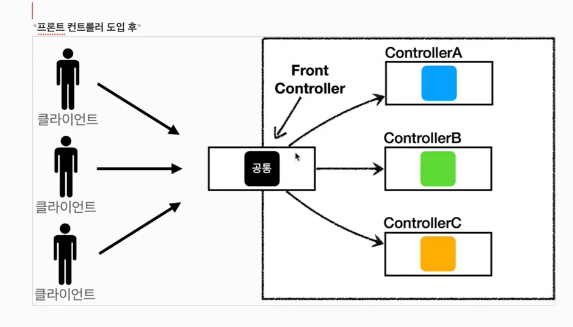 *프론트 컨트롤러 도입 후*
Front
Controller
ControllerA
클라이언트
ControllerB
공통
클라이언트
ControllerC
클라이언트